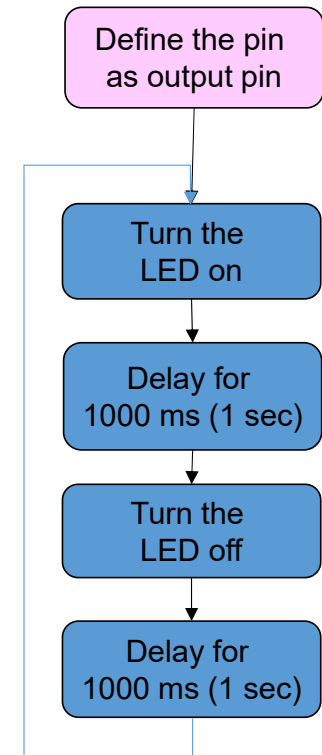 Define the pin
as output pin
Turn the
LED on
Delay for
1000 ms (1 sec)
Turn the
LED off
Delay for
1000 ms (1 sec)